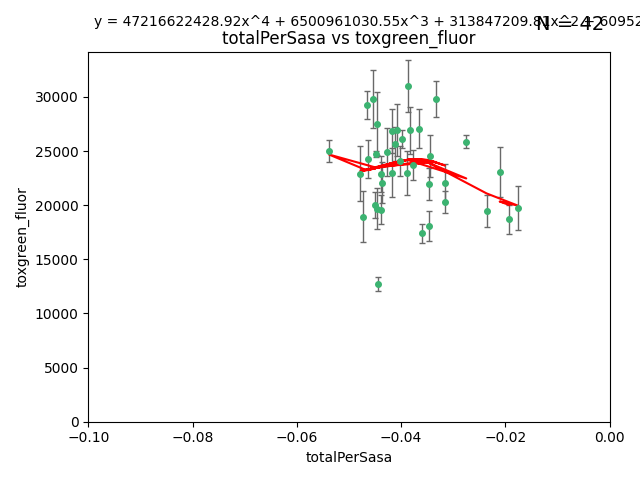 y = 47216622428.92x^4 + 6500961030.55x^3 + 313847209.81x^2 + 60952
N = 42
totalPerSasa vs toxgreen_fluor
30000
25000
20000
15000
10000
5000
0
toxgreen_fluor
−0.10 −0.08 −0.06 −0.04 −0.02 0.00
totalPerSasa